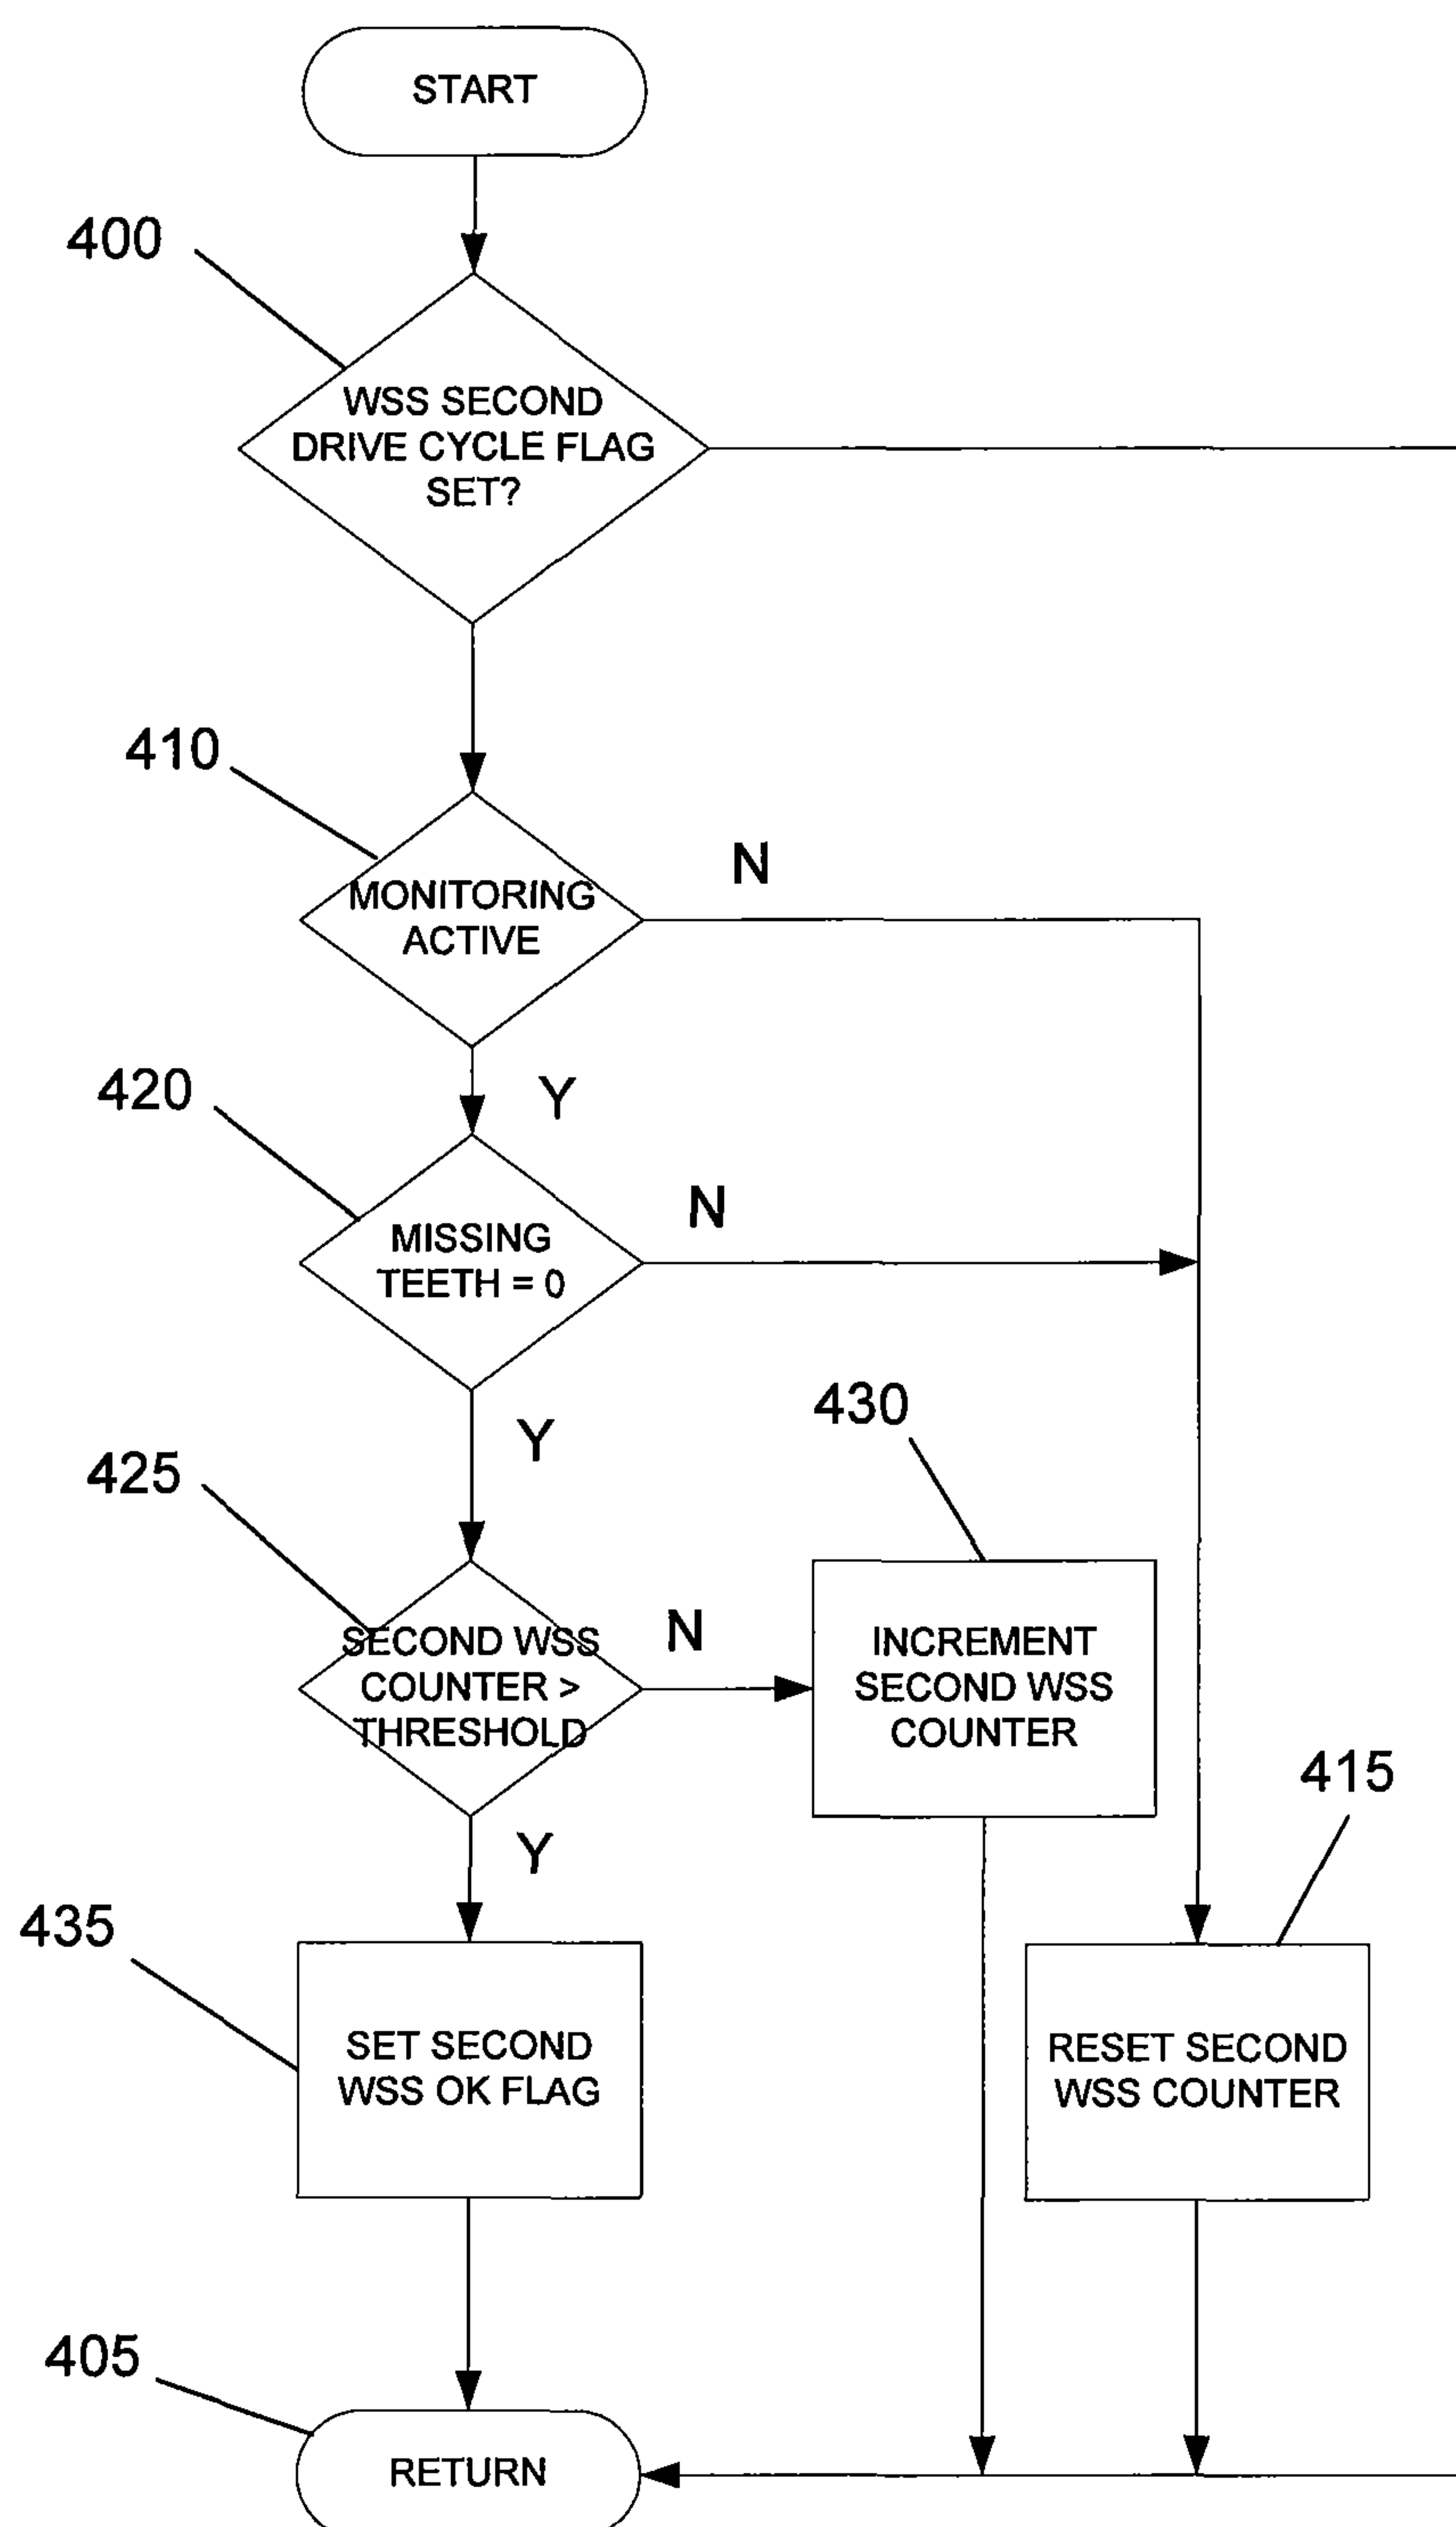 START
400
WSS SECOND
DRIVE CYCLE FLAG
SET?
410
N
MONITORING
ACTIVE
420
Y
N
MISSING
TEETH = 0
430
Y
425
N
SECOND WSS
COUNTER >
THRESHOLD
INCREMENT
SECOND WSS
COUNTER
415
Y
435
SET SECOND
WSS OK FLAG
RESET SECOND
WSS COUNTER
405
RETURN